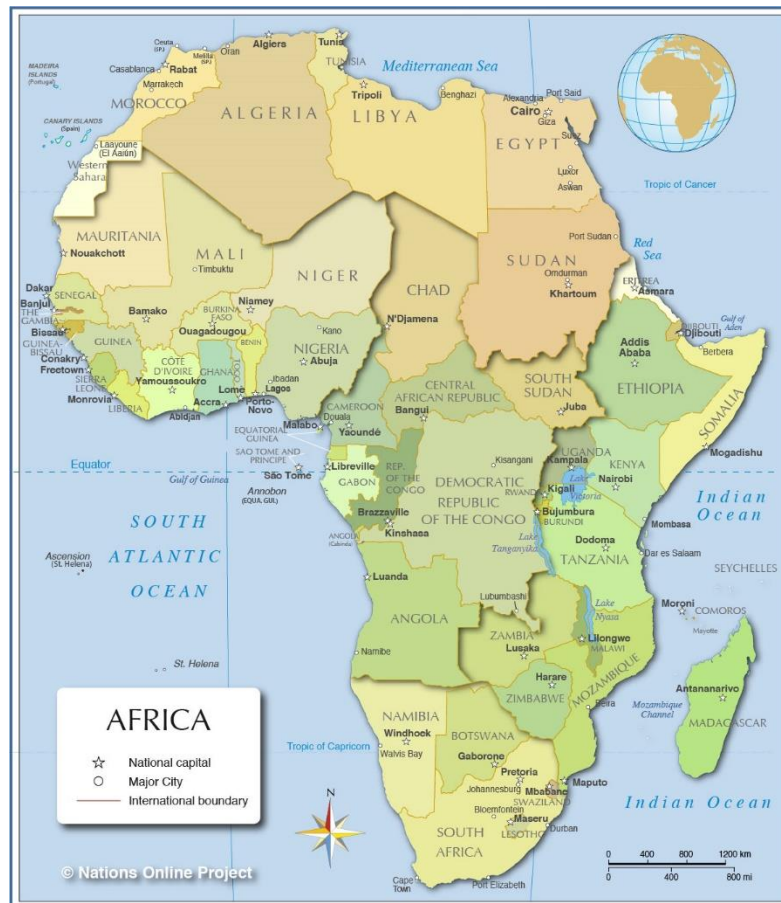 Ceuta
(SP.)
Melilla
(SP.)
Oran
Algiers
Tunis
TUNISIA
Mediterranean Sea
MADEIRA
ISLANDS
(Portugal)
Casablanca
Rabat
Marrakech
MOROCCO
Tripoli
Benghazi
Alexandria
Port Said
Cairo
Giza
Suez
CANARY ISLANDS
(Spain)
ALGERIA
LIBYA
EGYPT
Laayoune
(El Aaiún)
Western
Sahara
Luxor
Aswan
Tropic of Cancer
MAURITANIA
Nouakchott
MALI
Timbuktu
NIGER
CHAD
SUDAN
Port Sudan
Red
Sea
Omdurman
Khartoum
ERITREA
Asmara
Dakar
SENEGAL
Banjul
THE
GAMBIA
Bissau
GUINEA-
BISSAU
Bamako
Niamey
BURKINA
FASO
Ouagadougou
N'Djamena
Kano
NIGERIA
Abuja
DJIBOUTI
Djibouti
Gulf of
Aden
Berbera
GUINEA
Conakry
Freetown
SIERRA
LEONE
Monrovia
LIBERIA
CÔTE
D'IVOIRE
Yamoussoukro
Abidjan
GHANA
Accra
TOGO
BENIN
Lomé
Porto-
Novo
Ibadan
Lagos
Addis
Ababa
ETHIOPIA
SOMALIA
Mogadishu
CENTRAL
AFRICAN REPUBLIC
Bangui
SOUTH
SUDAN
Juba
CAMEROON
Douala
Yaoundé
Malabo
EQUATORIAL
GUINEA
SAO TOME AND
PRINCIPE
São Tome
Equator
Gulf of Guinea
Annobon
(EQUA. GUI.)
Libreville
GABON
REP.
OF THE
CONGO
Brazzaville
Kinshasa
DEMOCRATIC
REPUBLIC
OF THE CONGO
Kisangani
UGANDA
Kampala
Lake
Victoria
KENYA
Nairobi
RWANDA
Kigali
Bujumbura
BURUNDI
Mombasa
Indian
Ocean
SOUTH
ATLANTIC
OCEAN
Ascension
(St. Helena)
ANGOLA
(Cabinda)
Lake
Tanganyika
Dodoma
TANZANIA
Dar es Salaam
SEYCHELLES
Luanda
ANGOLA
Namibe
Lubumbashi
ZAMBIA
Lusaka
Lake
Nyasa
Lilongwe
MALAWI
Moroni
COMOROS
Mayotte
St. Helena
Harare
ZIMBABWE
MOZAMBIQUE
Beira
Mozambique
Channel
Antananarivo
MADAGASCAR
AFRICA
National capital
Major City
International boundary
NAMIBIA
Windhoek
Walvis Bay
Tropic of Capricorn
BOTSWANA
Gaborone
Pretoria
Johannesburg
Mbabane
SWAZILAND
Maputo
Indian Ocean
Bloemfontein
Maseru
LESOTHO
Durban
SOUTH
AFRICA
Cape
Town
Port Elizabeth
N
0 400 800 1200 km
0 400 800 mi
© Nations Online Project